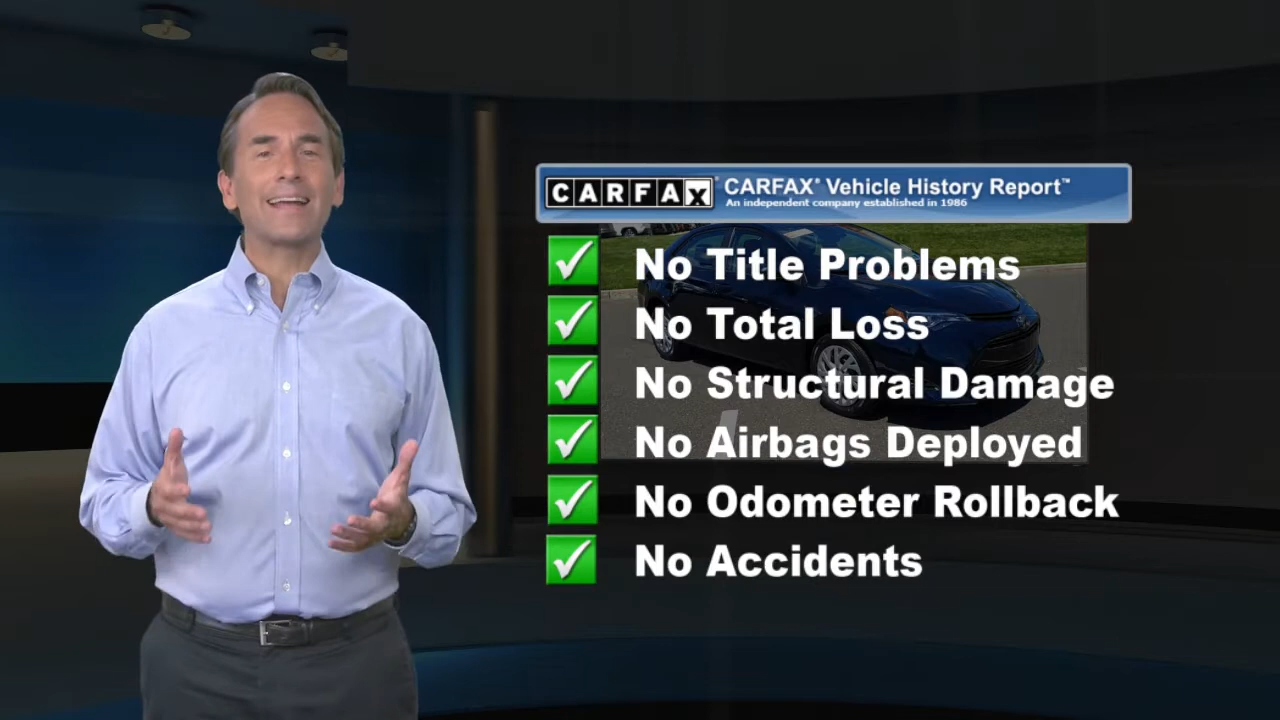 CARFAX® CARFAX® Vehicle History Report™
An independent company established in 1986
No Title Problems
No Total Loss
No Structural Damage
No Airbags Deployed
No Odometer Rollback
No Accidents